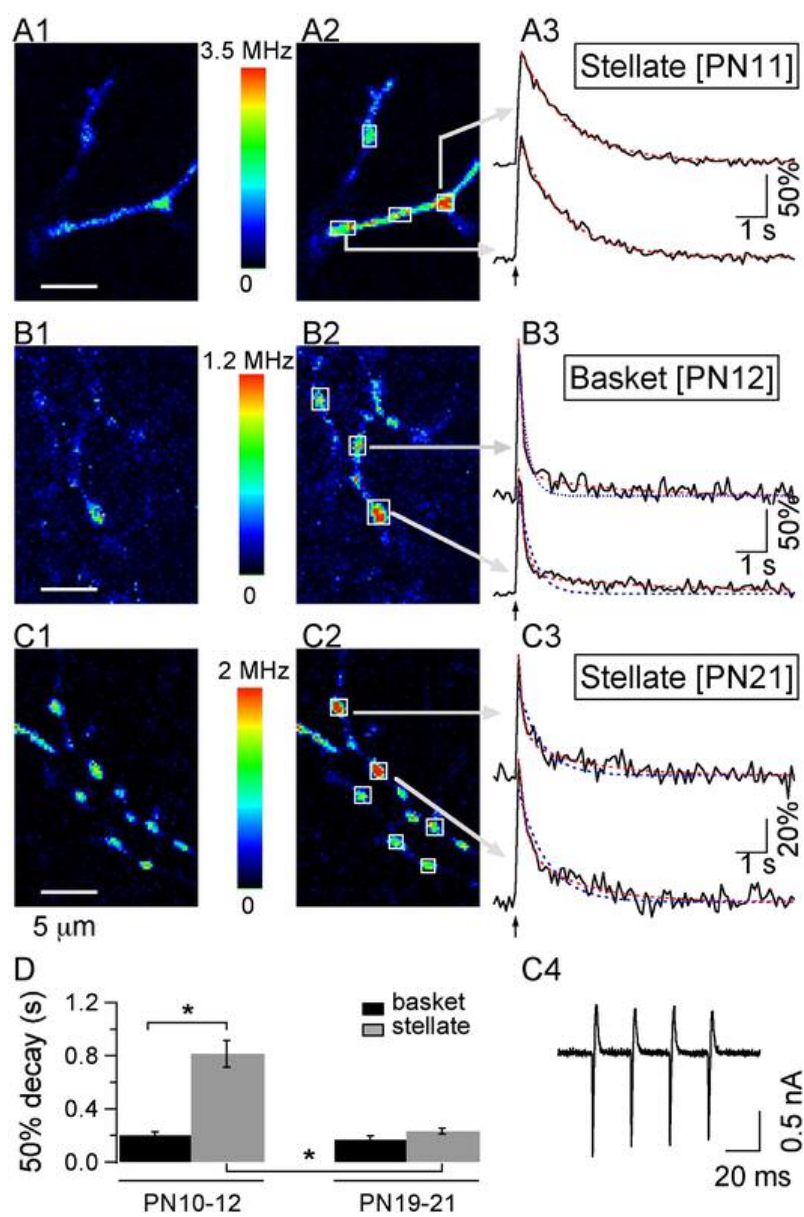 A1
3.5 MHz
0
A2
A3
Stellate [PN11]
50%
1 s
B1
1.2 MHz
0
B2
B3
Basket [PN12]
50%
1 s
C1
2 MHz
0
C2
C3
Stellate [PN21]
20%
1 s
5 μm
D
50% decay (s)
1.2
0.8
0.4
0.0
*
*
basket
stellate
PN10-12
PN19-21
C4
0.5 nA
20 ms